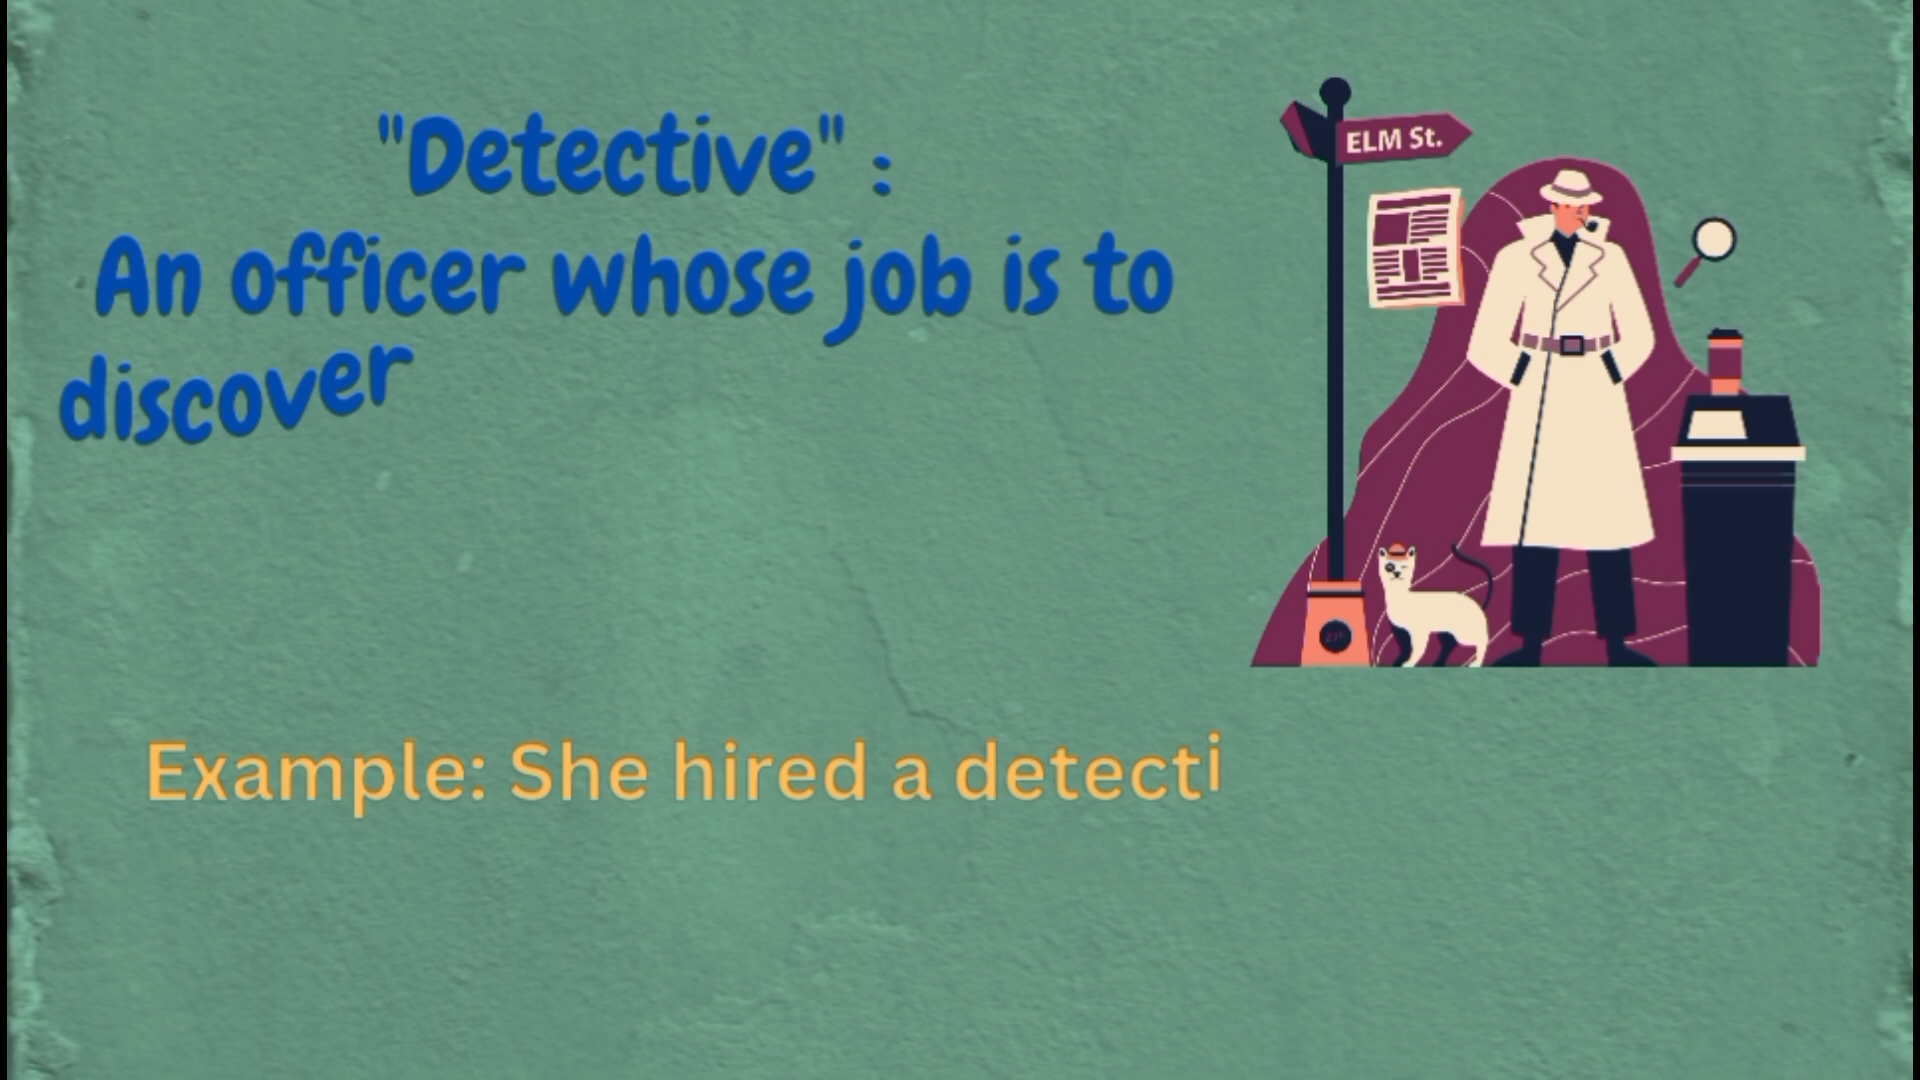 "Detective" :
An officer whose job is to
discover
ELM St.
Example: She hired a detecti